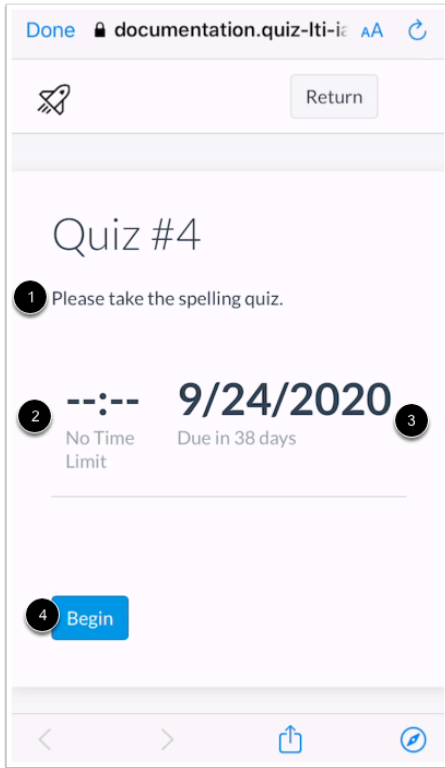 Done documentation.quiz-lti-ia AA
Return
Quiz #4
1 Please take the spelling quiz.
2 --:-- 9/24/2020 3
No Time Due in 38 days
Limit
4 Begin